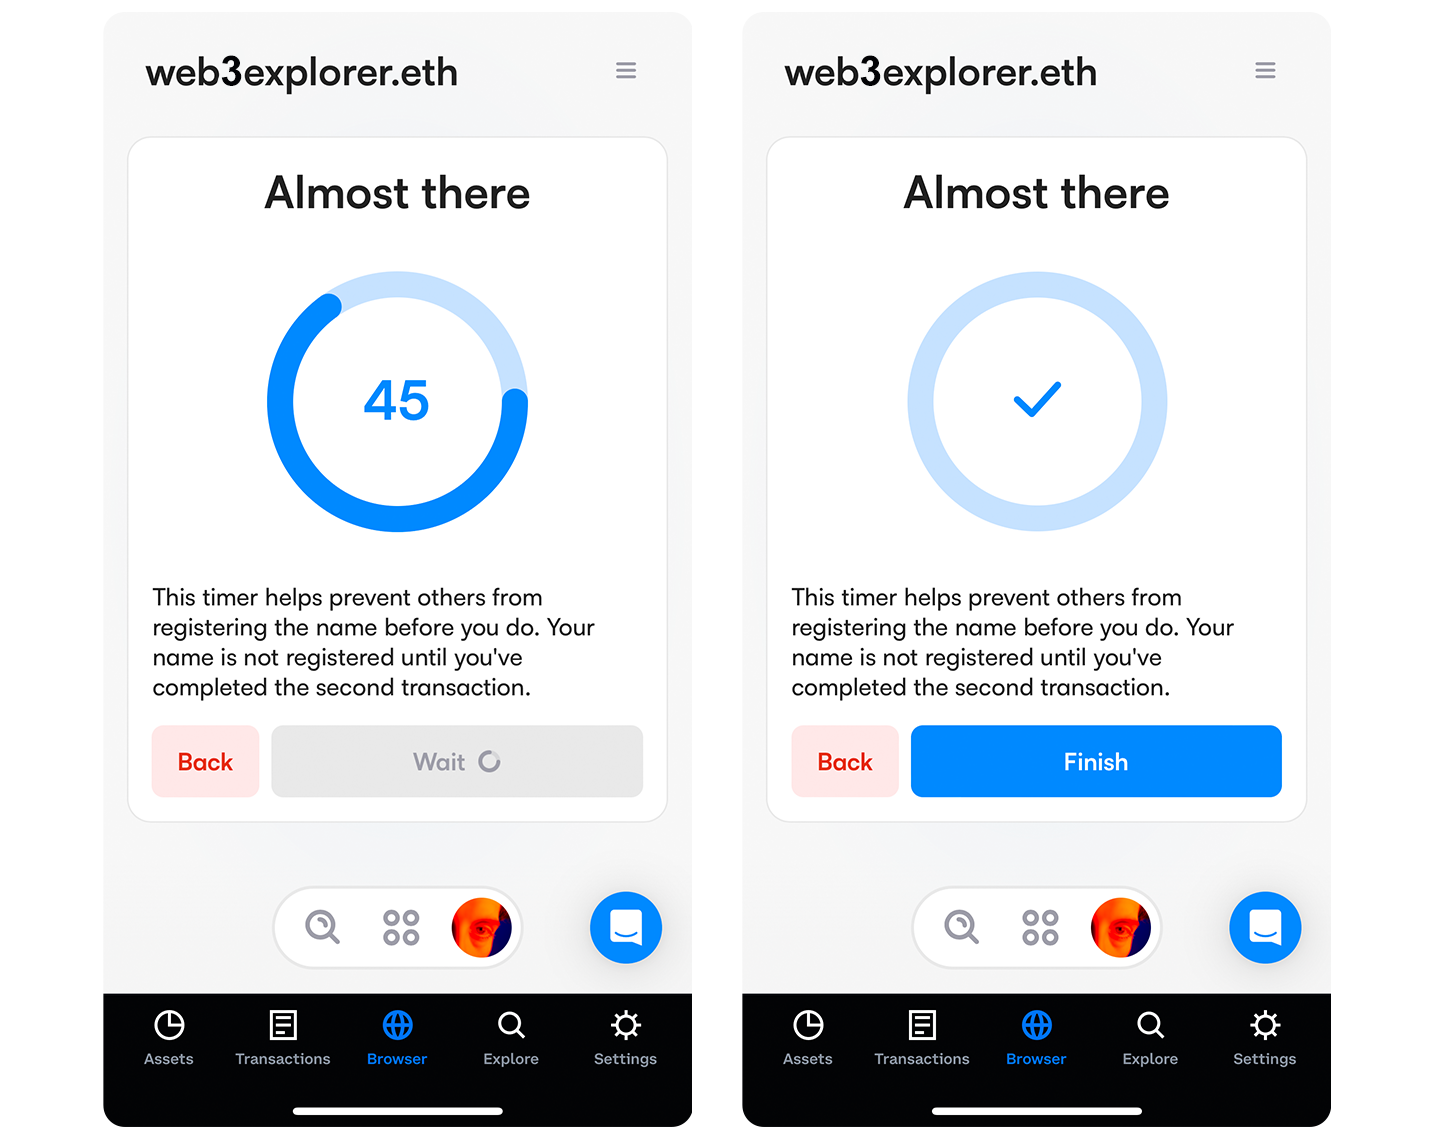 web3explorer.eth
Almost there
45
This timer helps prevent others from
registering the name before you do. Your
name is not registered until you've
completed the second transaction.
Back
Wait
Assets
Transactions
Browser
Explore
Settings
web3explorer.eth
Almost there
This timer helps prevent others from
registering the name before you do. Your
name is not registered until you've
completed the second transaction.
Back
Finish
Assets
Transactions
Browser
Explore
Settings